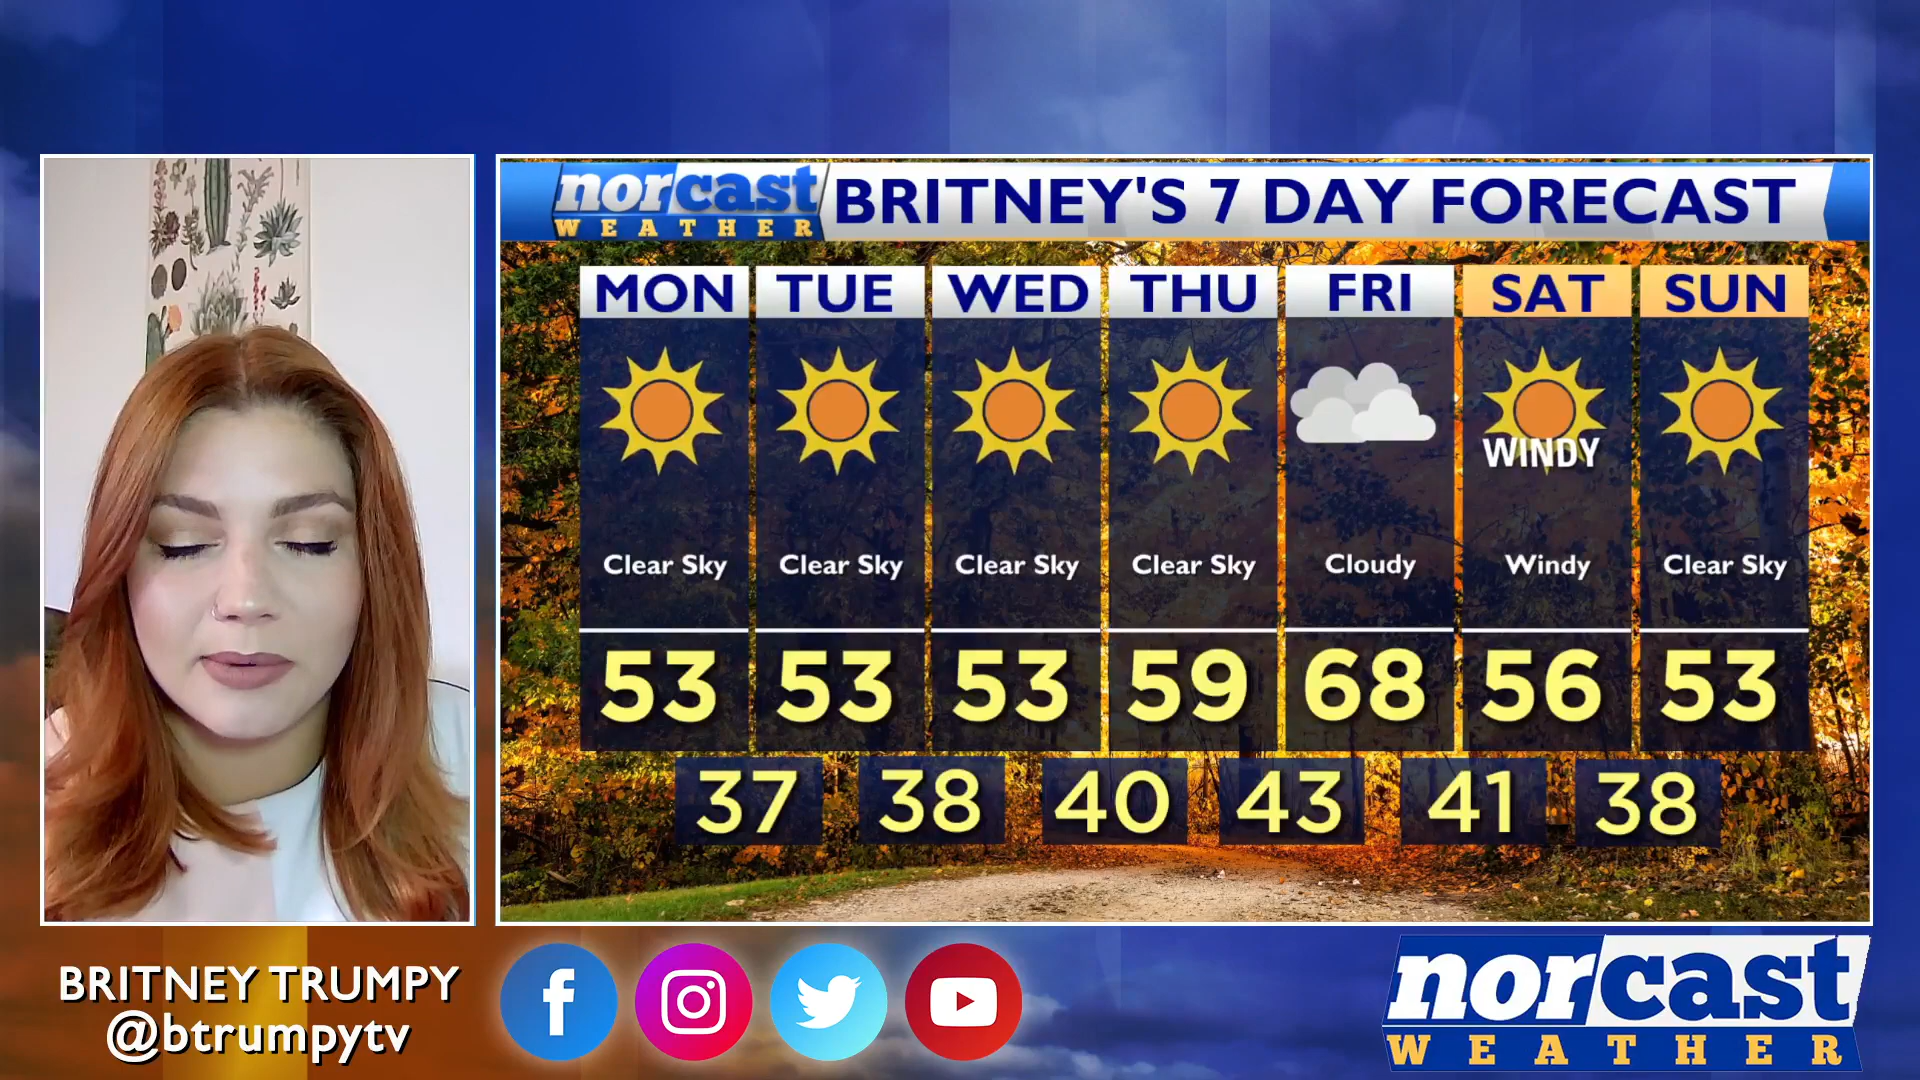 norcast
WEATHER
BRITNEY'S 7 DAY FORECAST
MON TUE WED THU FRI SAT SUN
WINDY
Clear Sky Clear Sky Clear Sky Clear Sky Cloudy Windy Clear Sky
53 53 53 59 68 56 53
37 38 40 43 41 38
BRITNEY TRUMPY
@btrumpytv
f
norcast
WEATHER